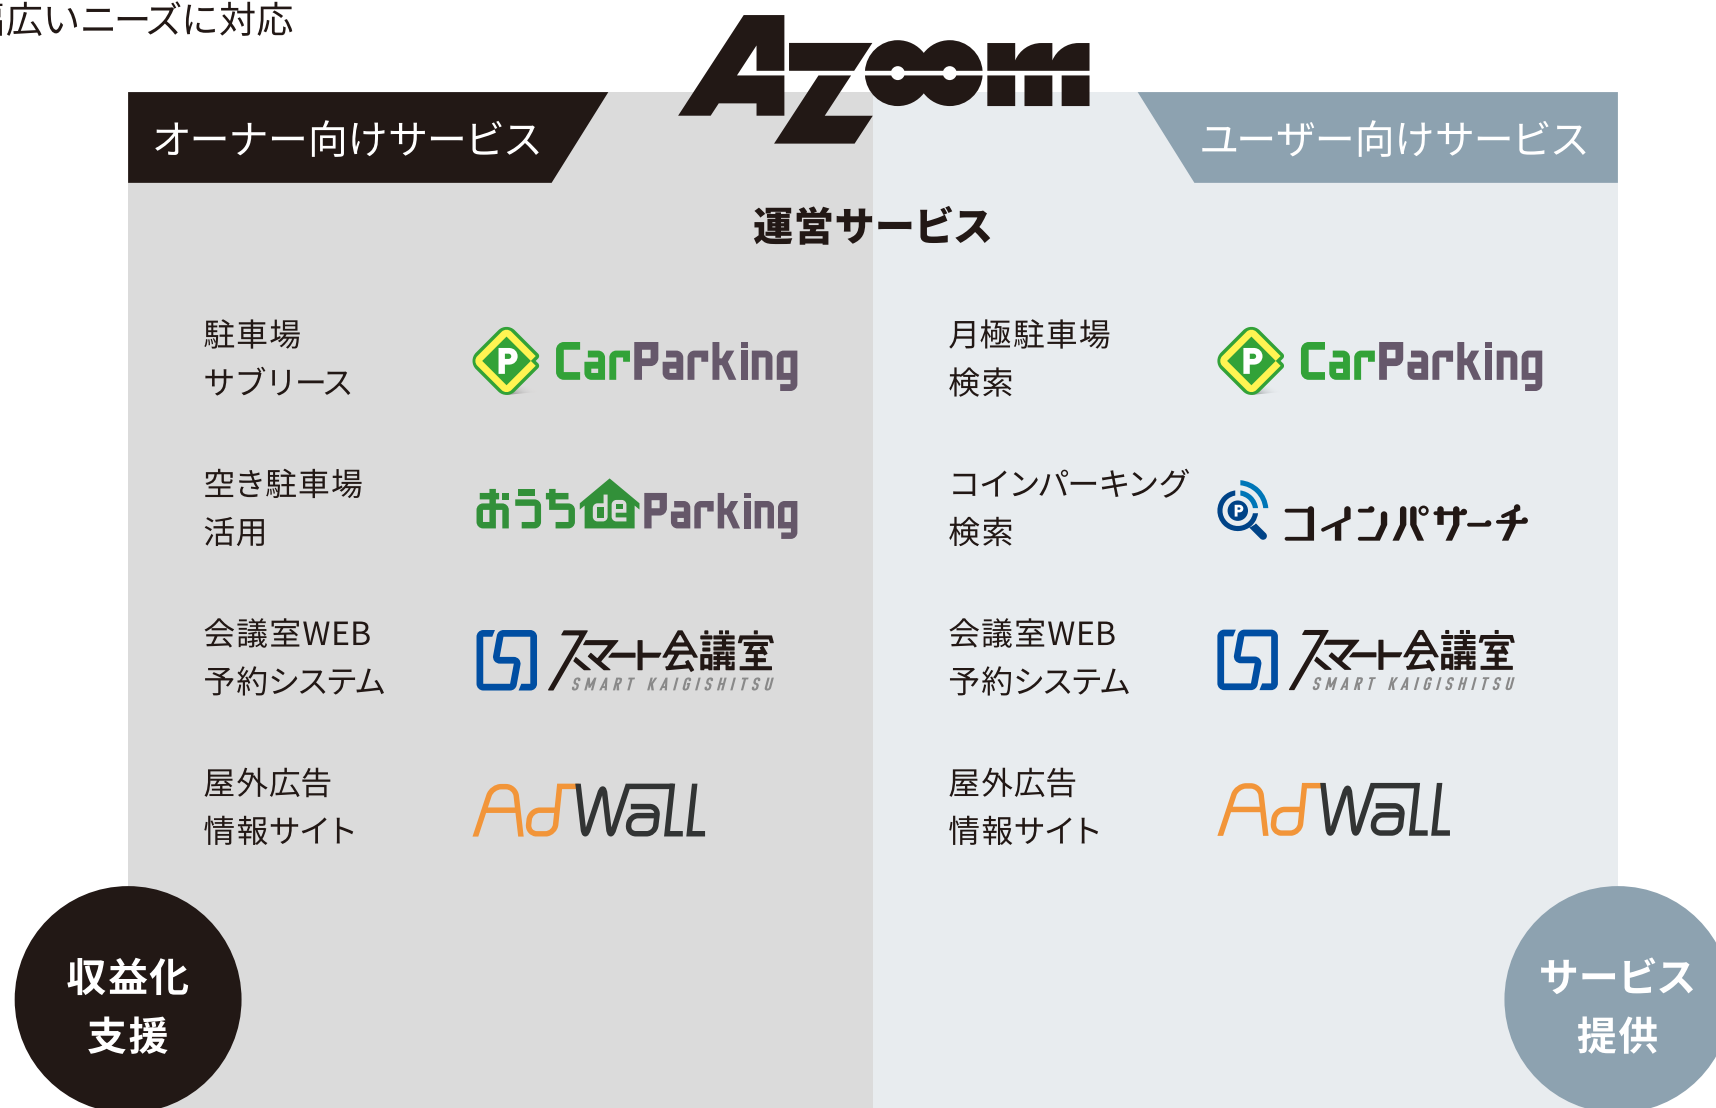 広いニーズに対応
Azoom
オーナー向けサービス
ユーザー向けサービス
運営サービス
駐車場
サブリース
P CarParking
空き駐車場
活用
おうちdeParking
会議室WEB
予約システム
スマート会議室
SMART KAIGISHITSU
屋外広告
情報サイト
AdWall
月極駐車場
検索
P CarParking
コインパーキング
検索
P コインパサーチ
会議室WEB
予約システム
スマート会議室
SMART KAIGISHITSU
屋外広告
情報サイト
AdWall
収益化
支援
サービス
提供